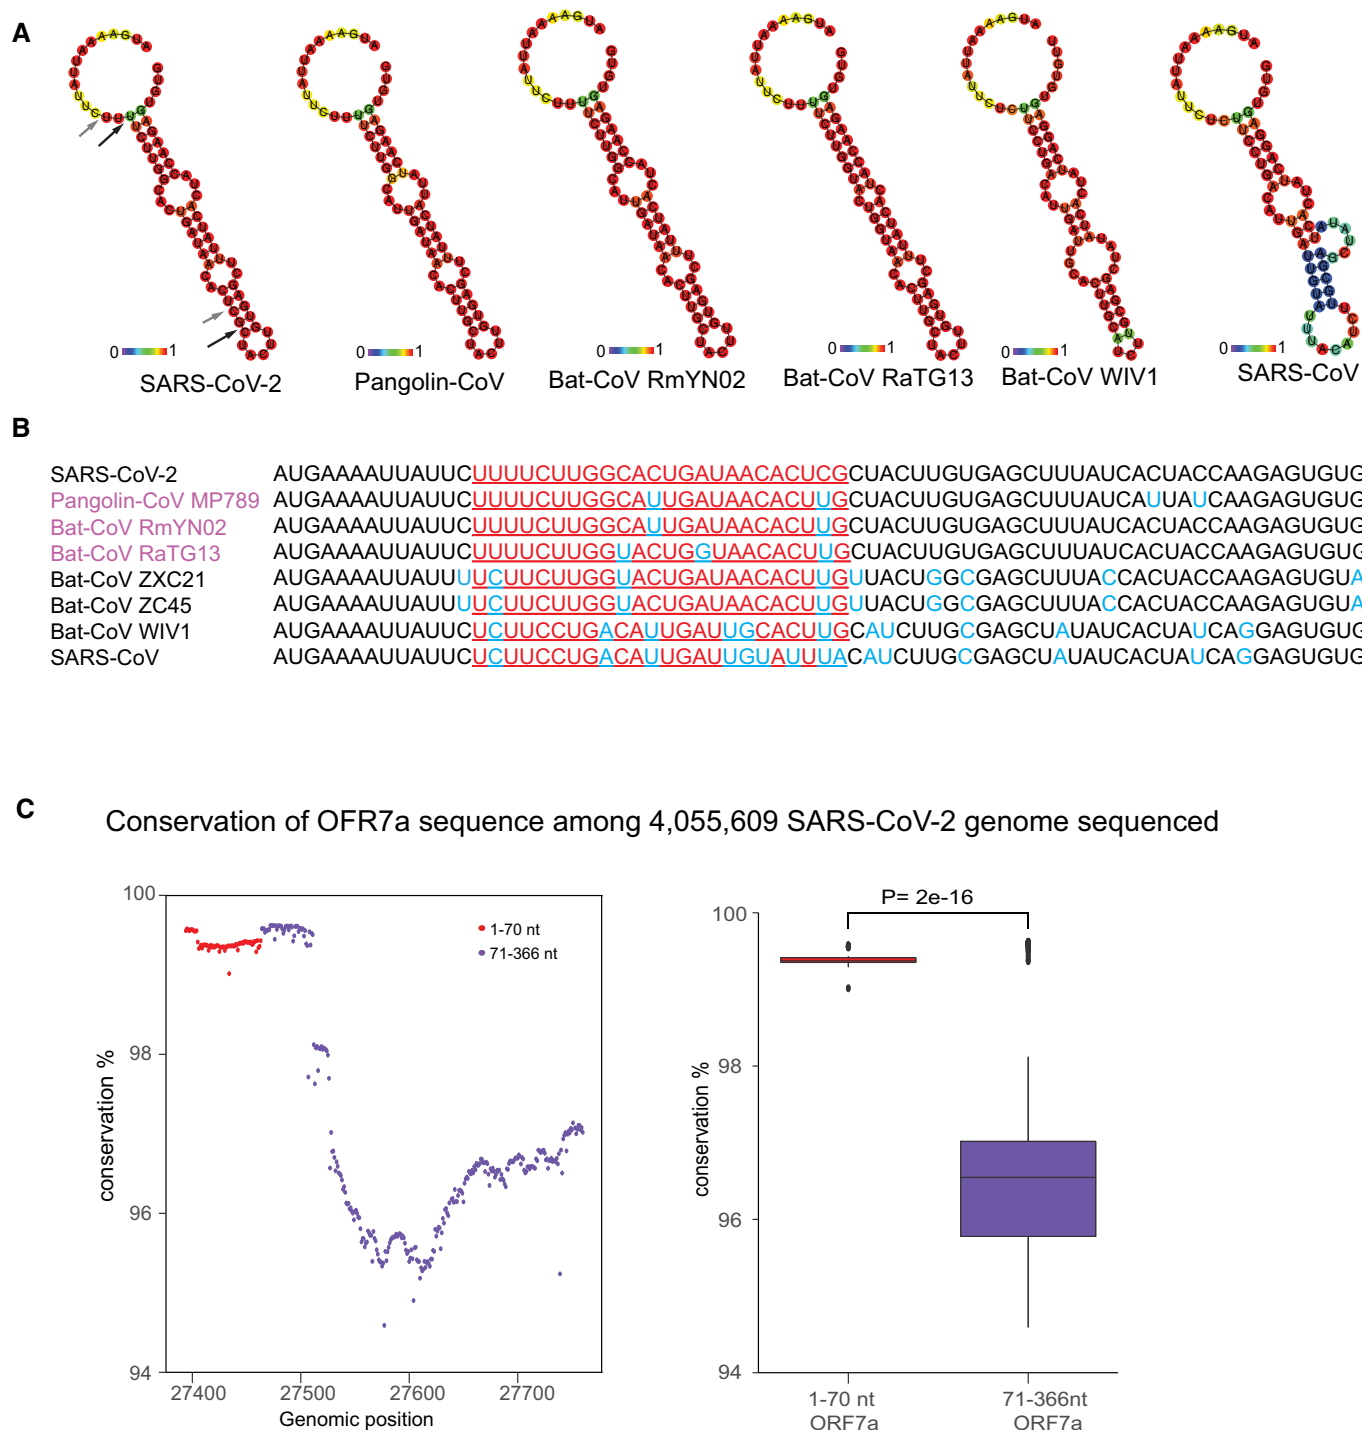 A
0 1
SARS-CoV-2
0 1
Pangolin-CoV
0 1
Bat-CoV RmYN02
0 1
Bat-CoV RaTG13
0 1
Bat-CoV WIV1
0 1
SARS-CoV
B
SARS-CoV-2 AUGAAAAUUAUUCUUUUCUUGGCACUGAUAACACUCGCUACUUGUGAGCUUUAUCACUACCAAGAGUGUG
Pangolin-CoV MP789 AUGAAAAUUAUUCUUUUCUUGGCAUUGAUAACACUUGCUACUUGUGAGCUUUAUCAUUAUCAAGAGUGUG
Bat-CoV RmYN02 AUGAAAAUUAUUCUUUUCUUGGCAUUGAUAACACUUGCUACUUGUGAGCUUUAUCACUACCAAGAGUGUG
Bat-CoV RaTG13 AUGAAAAUUAUUCUUUUCUUGGUACUGGUAACACUUGCUACUUGUGAGCUUUAUCACUACCAAGAGUGUG
Bat-CoV ZXC21 AUGAAAAUUAUUUUCUUCUUGGUACUGAUAACACUUGUUACUGGCGAGCUUUACCACUACCAAGAGUGUA
Bat-CoV ZC45 AUGAAAAUUAUUUUCUUCUUGGUACUGAUAACACUUGUUACUGGCGAGCUUUACCACUACCAAGAGUGUA
Bat-CoV WIV1 AUGAAAAUUAUUCUCUUCCUGACAUUGAUUGCACUUGCAUCUUGCGAGCUAUAUCACUAUCAGGAGUGUG
SARS-CoV AUGAAAAUUAUUCUCUUCCUGACAUUGAUUGUAUUUACAUCUUGCGAGCUAUAUCACUAUCAGGAGUGUG
C
Conservation of OFR7a sequence among 4,055,609 SARS-CoV-2 genome sequenced
100
98
96
94
conservation %
1-70 nt
71-366 nt
27400 27500 27600 27700
Genomic position
P= 2e-16
100
98
96
94
conservation %
1-70 nt
ORF7a
71-366nt
ORF7a